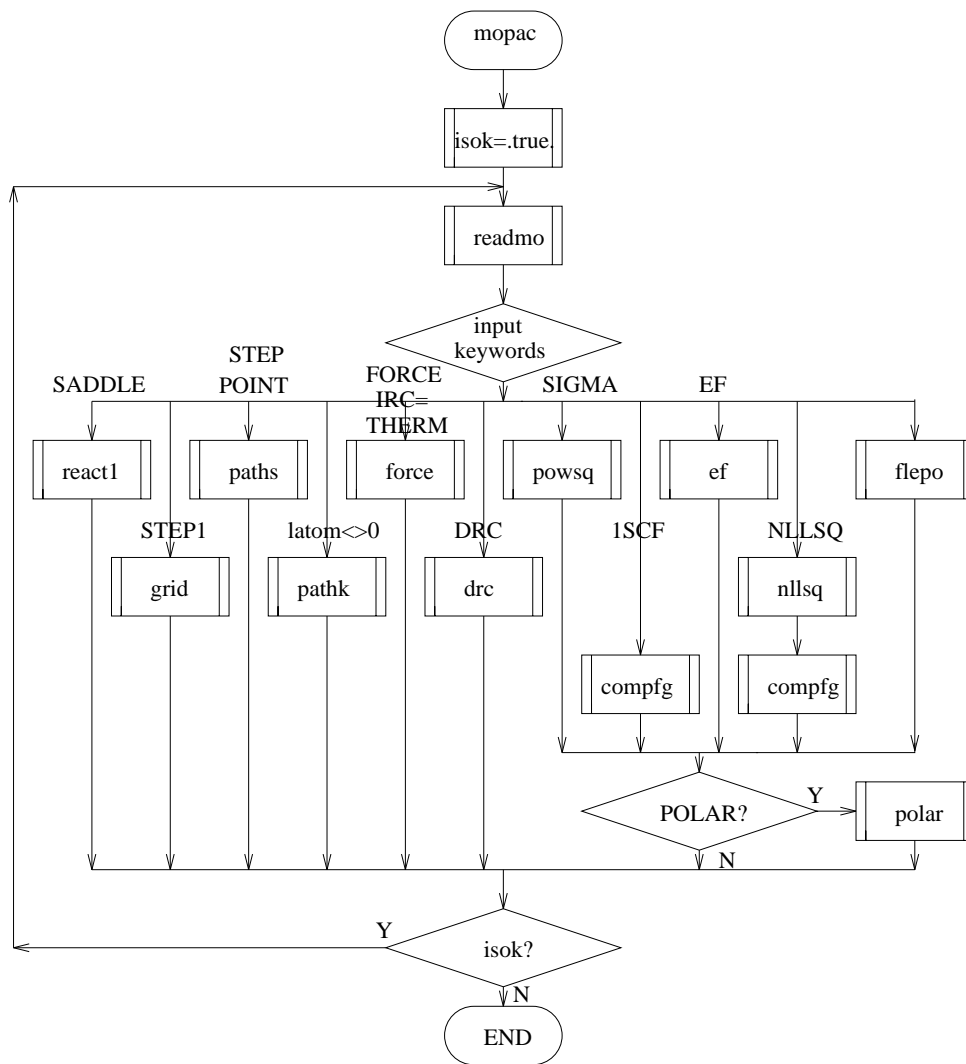 mopac
isok=.true.
readmo
input
keywords
STEP
SADDLE
POINT
FORCE
IRC=
THERM
SIGMA
EF
react1
paths
force
powsq
ef
flepo
STEP1
latom<>0
DRC
1SCF
NLLSQ
grid
pathk
drc
nllsq
compfg
compfg
POLAR?
Y
polar
N
Y
isok?
N
END